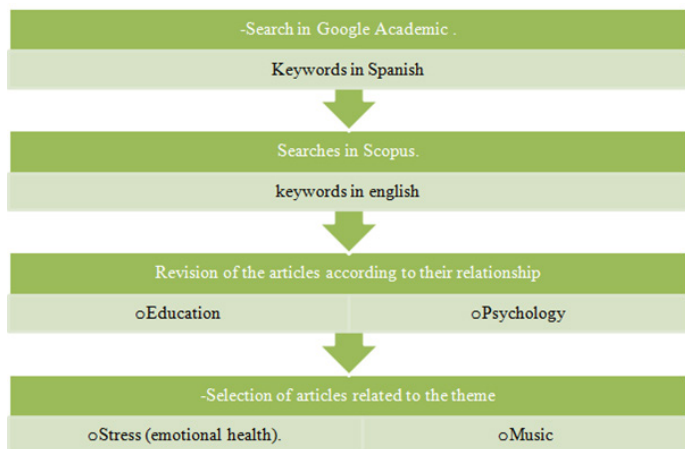 -Search in Google Academic .
Keywords in Spanish
Searches in Scopus.
keywords in english
Revision of the articles according to their relationship
oEducation
oPsychology
-Selection of articles related to the theme
oStress (emotional health).
oMusic